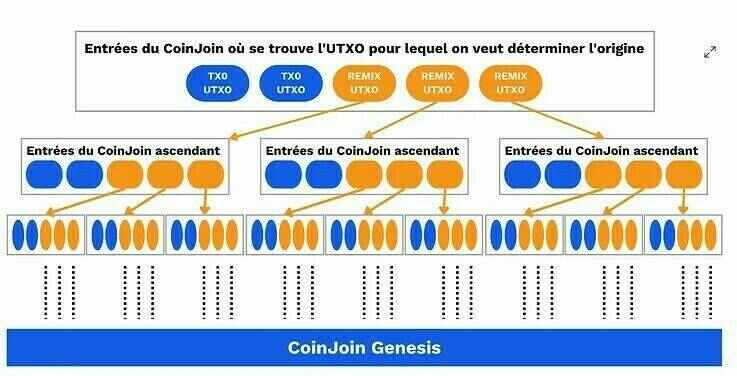 Entrées du CoinJoin où se trouve l'UTXO pour lequel on veut déterminer l'origine
TX0 TX0 REMIX REMIX REMIX
UTXO UTXO UTXO UTXO UTXO
Entrées du CoinJoin ascendant Entrées du CoinJoin ascendant Entrées du CoinJoin ascendant
CoinJoin Genesis